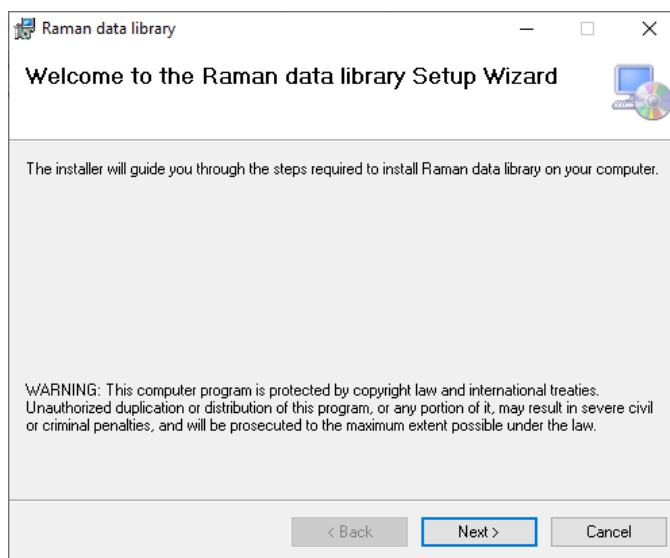 Raman data library
Welcome to the Raman data library Setup Wizard
The installer will guide you through the steps required to install Raman data library on your computer.
WARNING: This computer program is protected by copyright law and international treaties.
Unauthorized duplication or distribution of this program, or any portion of it, may result in severe civil
or criminal penalties, and will be prosecuted to the maximum extent possible under the law.
< Back Next > Cancel